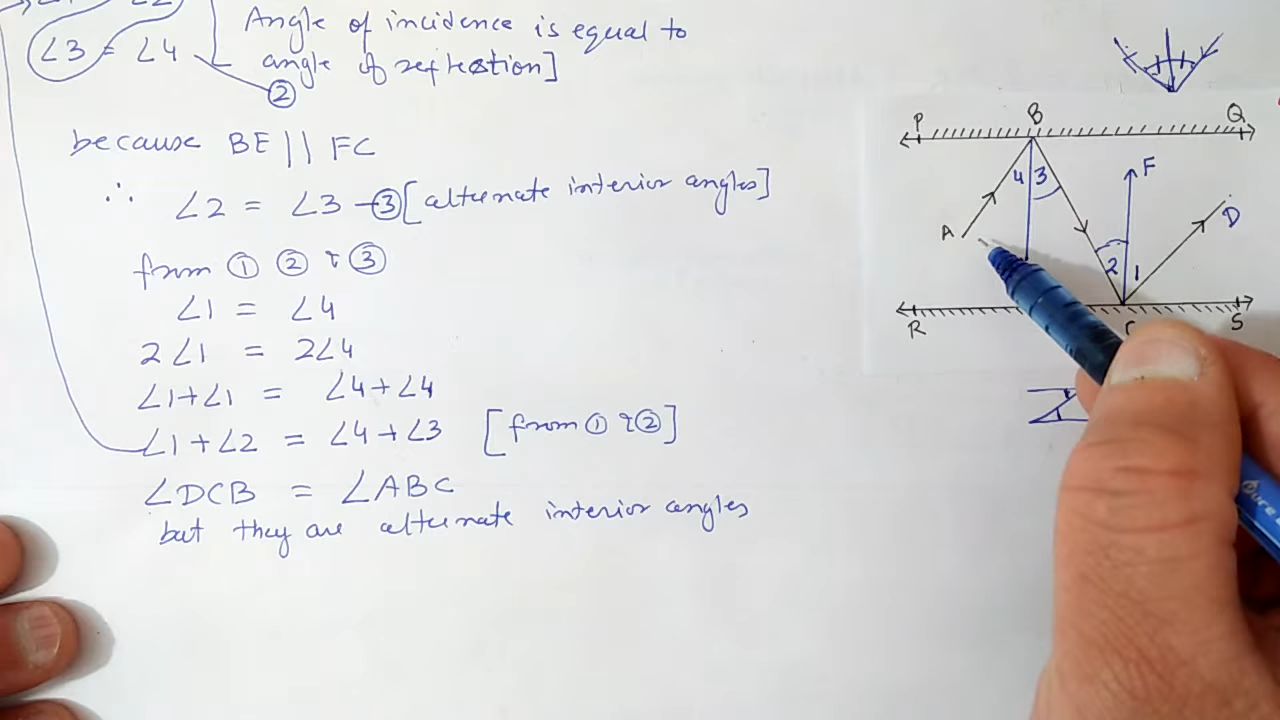 ∠3 = ∠4 [Angle of incidence is equal to
angle of reflection]
②
because BE || FC
∴ ∠2 = ∠3 -③ [alternate interior angles]
from ① ② & ③
∠1 = ∠4
2∠1 = 2∠4
∠1+∠1 = ∠4+∠4
∠1+∠2 = ∠4+∠3 [from ① & ②]
∠DCB = ∠ABC
but they are alternate interior angles
P B Q
4 3 F
A D
2 1
R C S